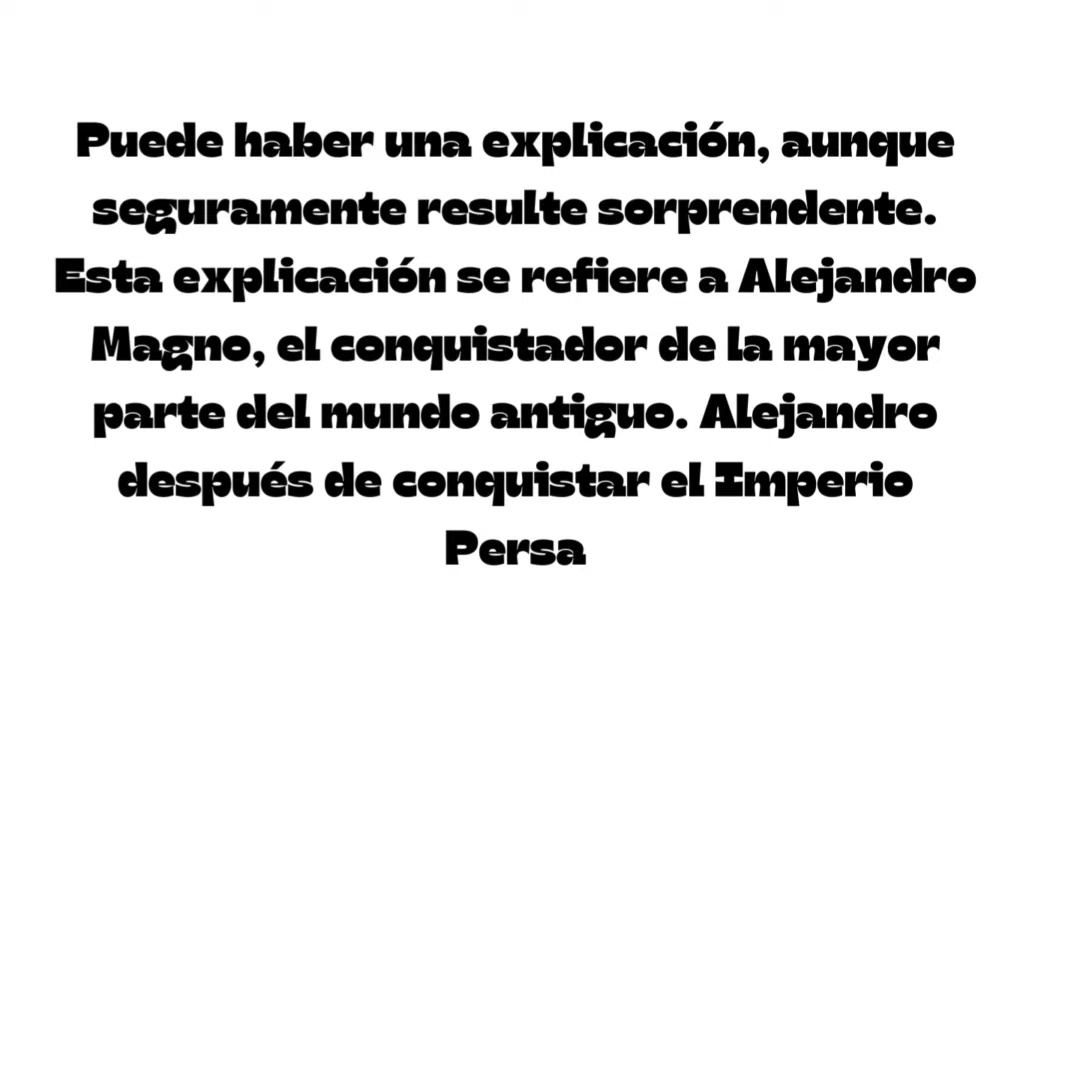 Puede haber una explicación, aunque
seguramente resulte sorprendente.
Esta explicación se refiere a Alejandro
Magno, el conquistador de la mayor
parte del mundo antiguo. Alejandro
después de conquistar el Imperio
Persa